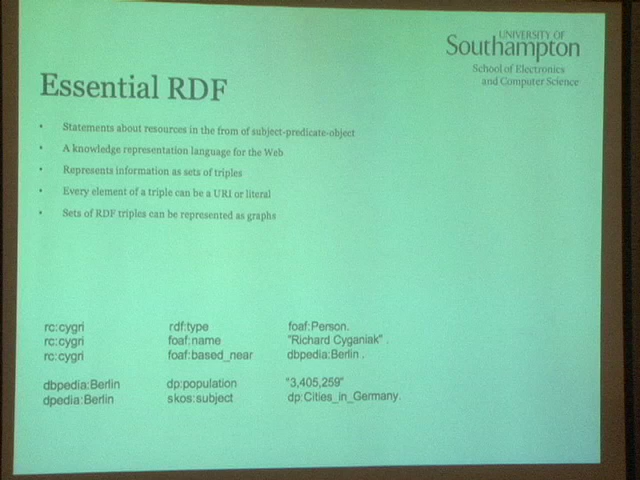 UNIVERSITY OF
Southampton
School of Electronics
and Computer Science
Essential RDF
• Statements about resources in the from of subject-predicate-object
• A knowledge representation language for the Web
• Represents information as sets of triples
• Every element of a triple can be a URI or literal
• Sets of RDF triples can be represented as graphs
rc:cygri rdf:type foaf:Person.
rc:cygri foaf:name "Richard Cyganiak" .
rc:cygri foaf:based_near dbpedia:Berlin .
dbpedia:Berlin dp:population "3,405,259"
dpedia:Berlin skos:subject dp:Cities_in_Germany.